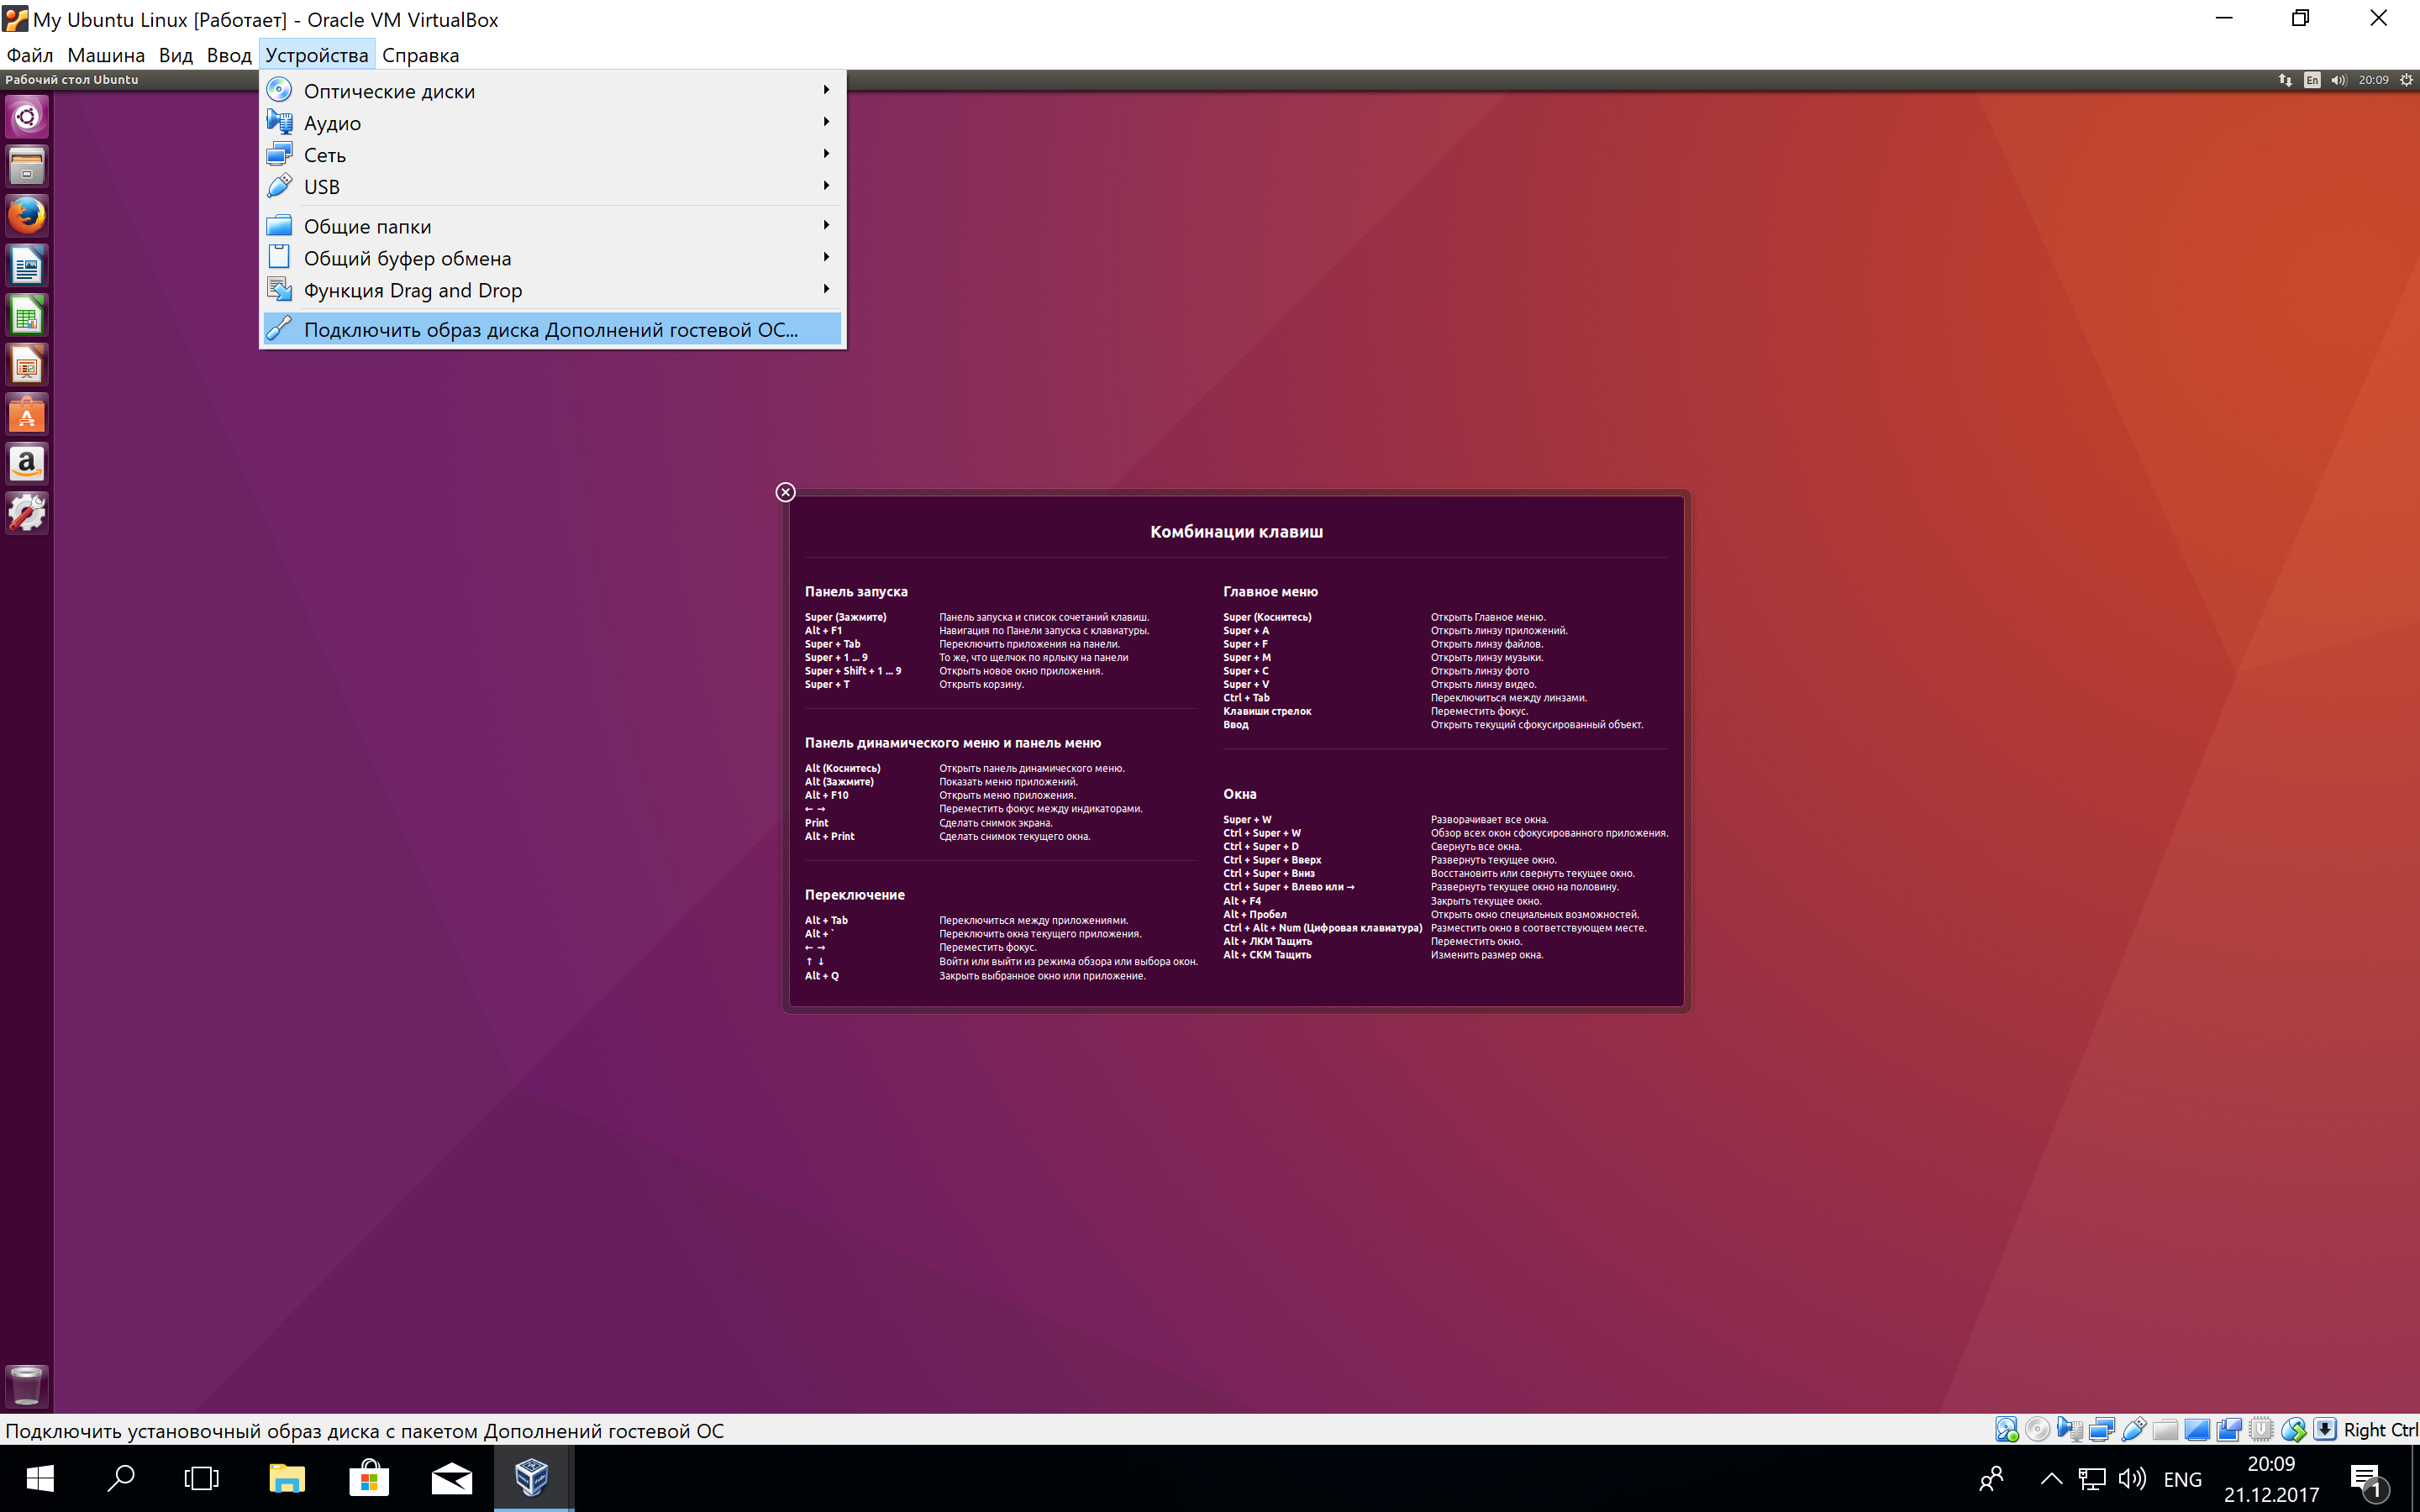 My Ubuntu Linux [Работает] - Oracle VM VirtualBox
Файл Машина Вид Ввод Устройства Справка
Рабочий стол Ubuntu
En 20:09
Оптические диски
Аудио
Сеть
USB
Общие папки
Общий буфер обмена
Функция Drag and Drop
Подключить образ диска Дополнений гостевой ОС...
Комбинации клавиш
Панель запуска
Super (Зажмите) Панель запуска и список сочетаний клавиш.
Alt + F1 Навигация по Панели запуска с клавиатуры.
Super + Tab Переключить приложения на панели.
Super + 1 ... 9 То же, что щелчок по ярлыку на панели
Super + Shift + 1 ... 9 Открыть новое окно приложения.
Super + T Открыть корзину.
Панель динамического меню и панель меню
Alt (Коснитесь) Открыть панель динамического меню.
Alt (Зажмите) Показать меню приложений.
Alt + F10 Открыть меню приложения.
← → Переместить фокус между индикаторами.
Print Сделать снимок экрана.
Alt + Print Сделать снимок текущего окна.
Переключение
Alt + Tab Переключиться между приложениями.
Alt + ` Переключить окна текущего приложения.
← → Переместить фокус.
↑ ↓ Войти или выйти из режима обзора или выбора окон.
Alt + Q Закрыть выбранное окно или приложение.
Главное меню
Super (Коснитесь) Открыть Главное меню.
Super + A Открыть линзу приложений.
Super + F Открыть линзу файлов.
Super + M Открыть линзу музыки.
Super + C Открыть линзу фото
Super + V Открыть линзу видео.
Ctrl + Tab Переключиться между линзами.
Клавиши стрелок Переместить фокус.
Ввод Открыть текущий сфокусированный объект.
Окна
Super + W Разворачивает все окна.
Ctrl + Super + W Обзор всех окон сфокусированного приложения.
Ctrl + Super + D Свернуть все окна.
Ctrl + Super + Вверх Развернуть текущее окно.
Ctrl + Super + Вниз Восстановить или свернуть текущее окно.
Ctrl + Super + Влево или → Развернуть текущее окно на половину.
Alt + F4 Закрыть текущее окно.
Alt + Пробел Открыть окно специальных возможностей.
Ctrl + Alt + Num (Цифровая клавиатура) Разместить окно в соответствующем месте.
Alt + ЛКМ Тащить Переместить окно.
Alt + СКМ Тащить Изменить размер окна.
Подключить установочный образ диска с пакетом Дополнений гостевой ОС
Right Ctrl
ENG
20:09
21.12.2017
1